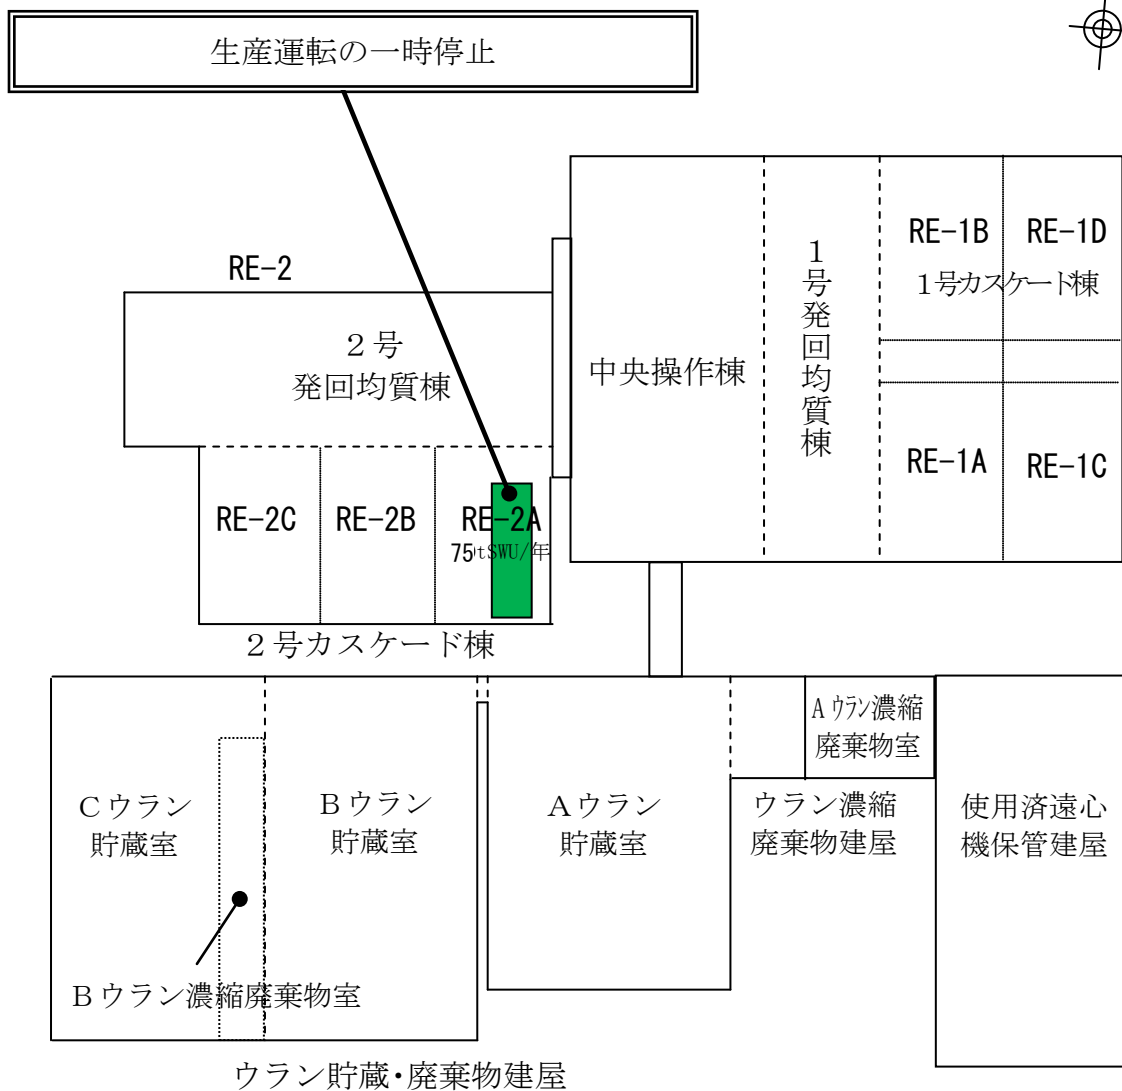 生産運転の一時停止
RE-2
２号
発回均質棟
中央操作棟
１号発回均質棟
RE-1B
RE-1D
１号カスケード棟
RE-1A
RE-1C
RE-2C
RE-2B
RE-2A
75tSWU/年
２号カスケード棟
Ｃウラン
貯蔵室
Ｂウラン
貯蔵室
Ａウラン
貯蔵室
Aウラン濃縮
廃棄物室
ウラン濃縮
廃棄物建屋
使用済遠心
機保管建屋
Ｂウラン濃縮廃棄物室
ウラン貯蔵・廃棄物建屋